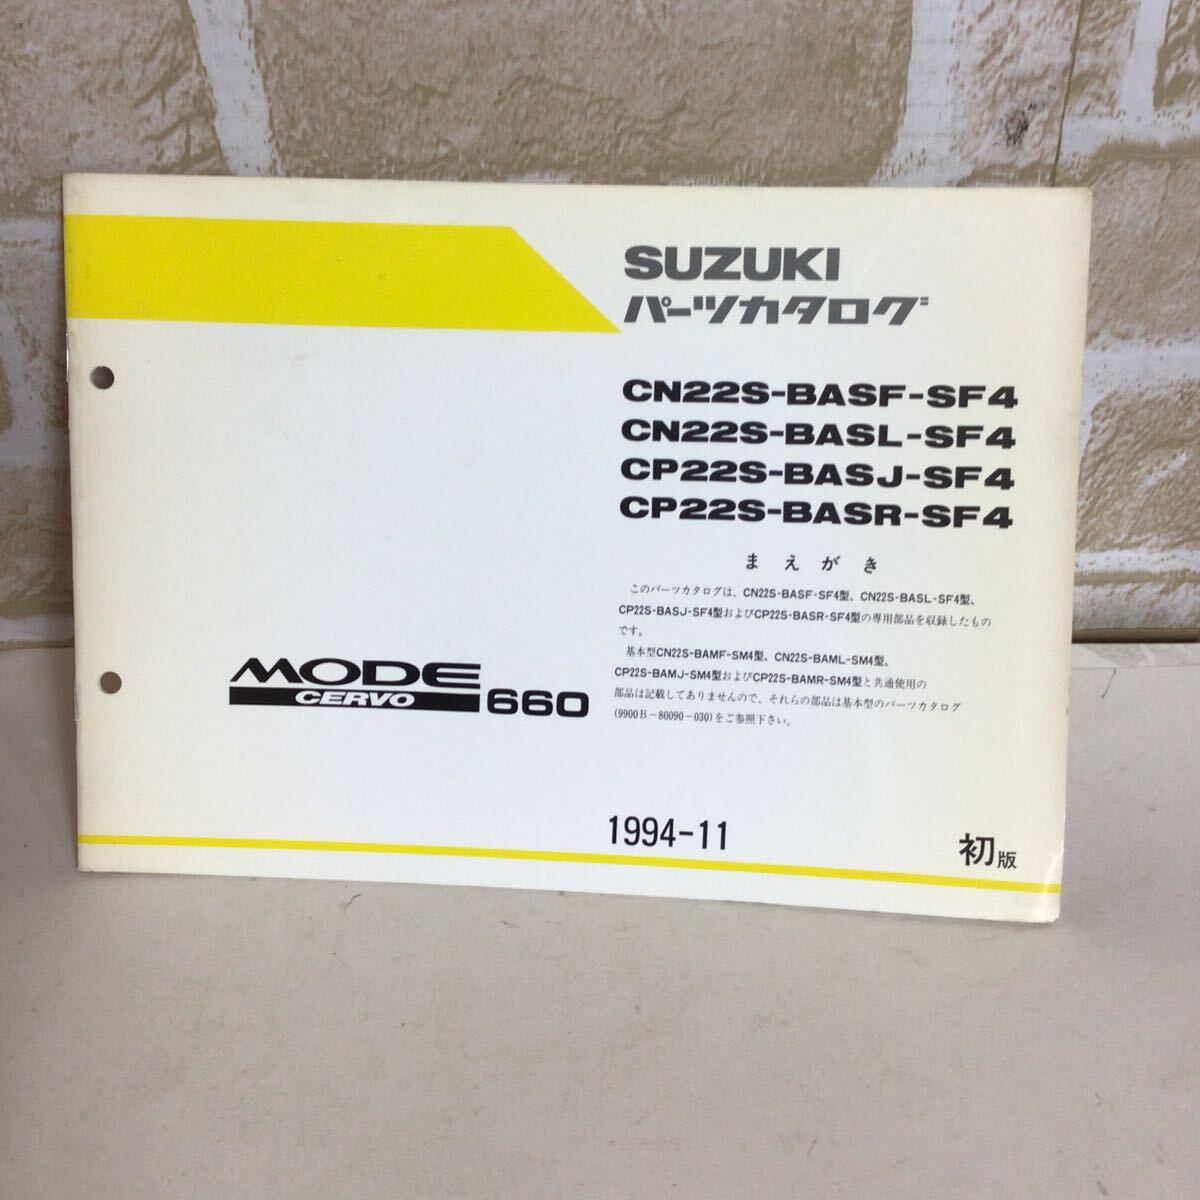 SUZUKI
パーツカタログ
CN22S-BASF-SF4
CN22S-BASL-SF4
CP22S-BASJ-SF4
CP22S-BASR-SF4
まえがき
このパーツカタログは、CN22S-BASF-SF4型、CN22S-BASL-SF4型、
CP22S-BASJ-SF4型およびCP22S-BASR-SF4型の専用部品を収録したもの
です。
基本型CN22S-BAMF-SM4型、CN22S-BAML-SM4型、
CP22S-BAMJ-SM4型およびCP22S-BAMR-SM4型と共通使用の
部品は記載してありませんので、それらの部品は基本型のパーツカタログ
(9900B-80090-030)をご参照下さい。
MODE
CERVO 660
1994-11
初版